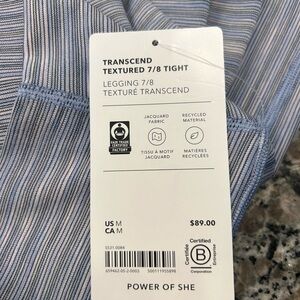 TRANSCEND
TEXTURED 7/8 TIGHT
LEGGING 7/8
TEXTURÉ TRANSCEND
FAIR TRADE
CERTIFIED
FACTORY
JACQUARD
FABRIC
TISSU À MOTIF
JACQUARD
RECYCLED
MATERIAL
MATIÈRES
RECYCLÉES
US M
CA M
$89.00
Certified
B
Corporation
POWER OF SHE